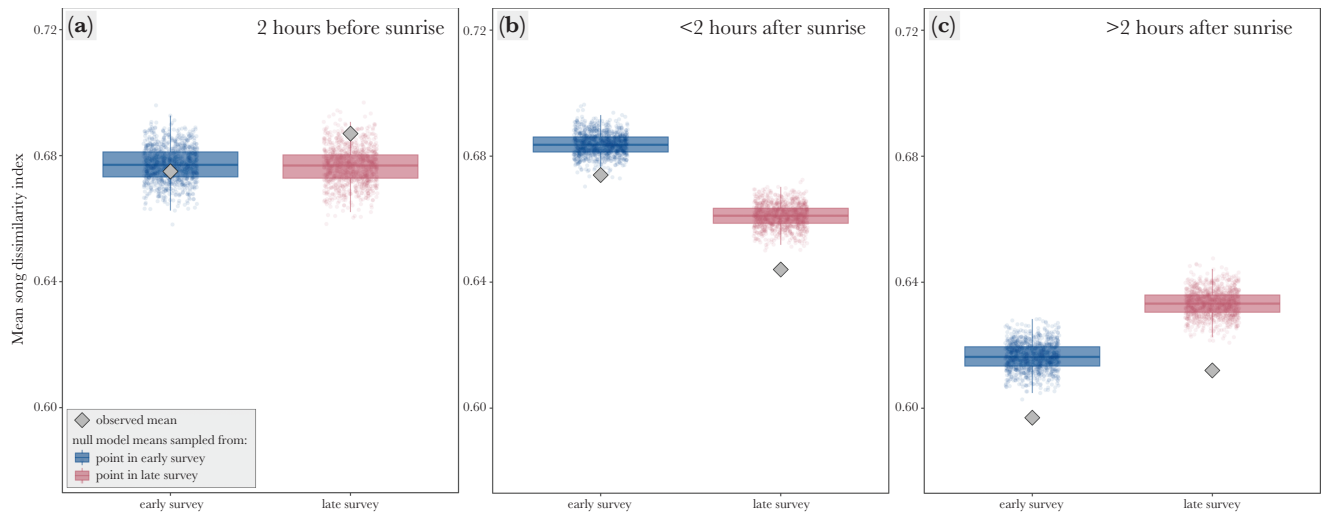 Mean song dissimilarity index
(a) 2 hours before sunrise
0.72
0.68
0.64
0.60
observed mean
null model means sampled from:
point in early survey
point in late survey
early survey late survey
(b) <2 hours after sunrise
0.72
0.68
0.64
0.60
early survey late survey
(c) >2 hours after sunrise
0.72
0.68
0.64
0.60
early survey late survey